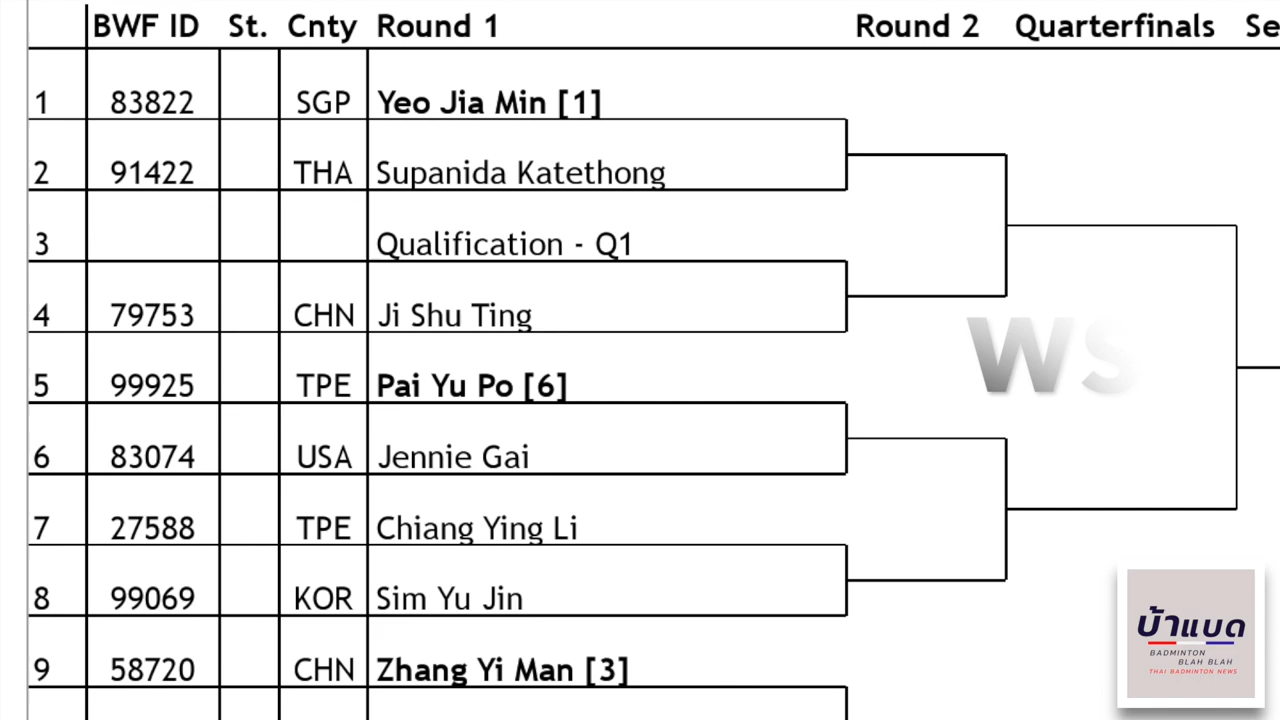 BWF ID St. Cnty Round 1 Round 2 Quarterfinals Se
1 83822 SGP Yeo Jia Min [1]
2 91422 THA Supanida Katethong
3 Qualification - Q1
4 79753 CHN Ji Shu Ting
WS
5 99925 TPE Pai Yu Po [6]
6 83074 USA Jennie Gai
7 27588 TPE Chiang Ying Li
8 99069 KOR Sim Yu Jin
9 58720 CHN Zhang Yi Man [3]
บ้าแบด
BADMINTON
BLAH BLAH
THAI BADMINTON NEWS